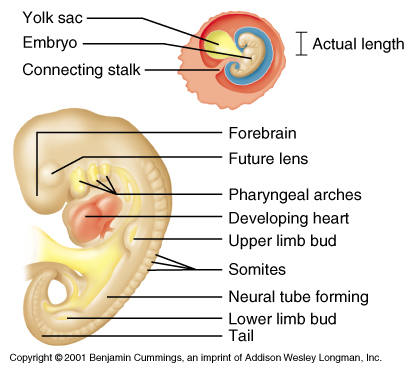 Yolk sac
Embryo
Connecting stalk
Actual length
Forebrain
Future lens
Pharyngeal arches
Developing heart
Upper limb bud
Somites
Neural tube forming
Lower limb bud
Tail
Copyright © 2001 Benjamin Cummings, an imprint of Addison Wesley Longman, Inc.